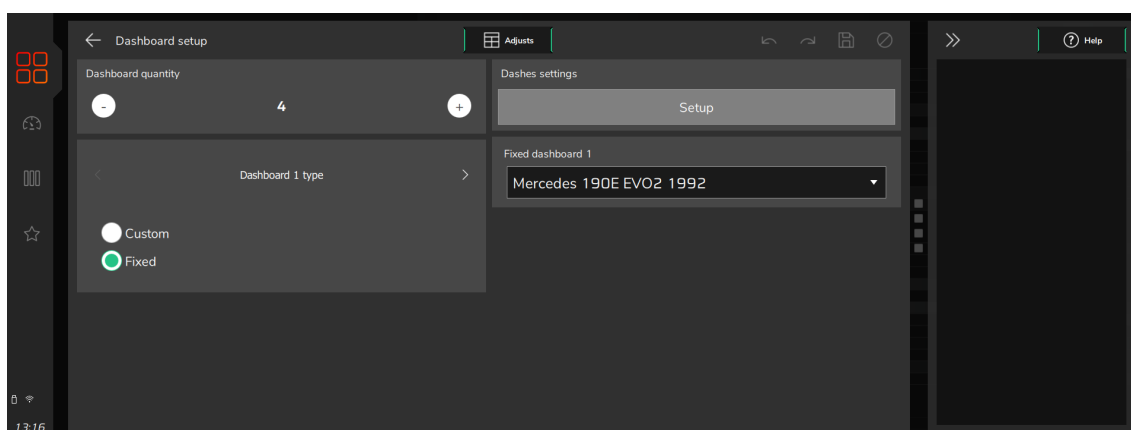 Dashboard setup
Adjusts
Help
Dashboard quantity
-
4
+
Dashes settings
Setup
Dashboard 1 type
Custom
Fixed
Fixed dashboard 1
Mercedes 190E EVO2 1992
13:16